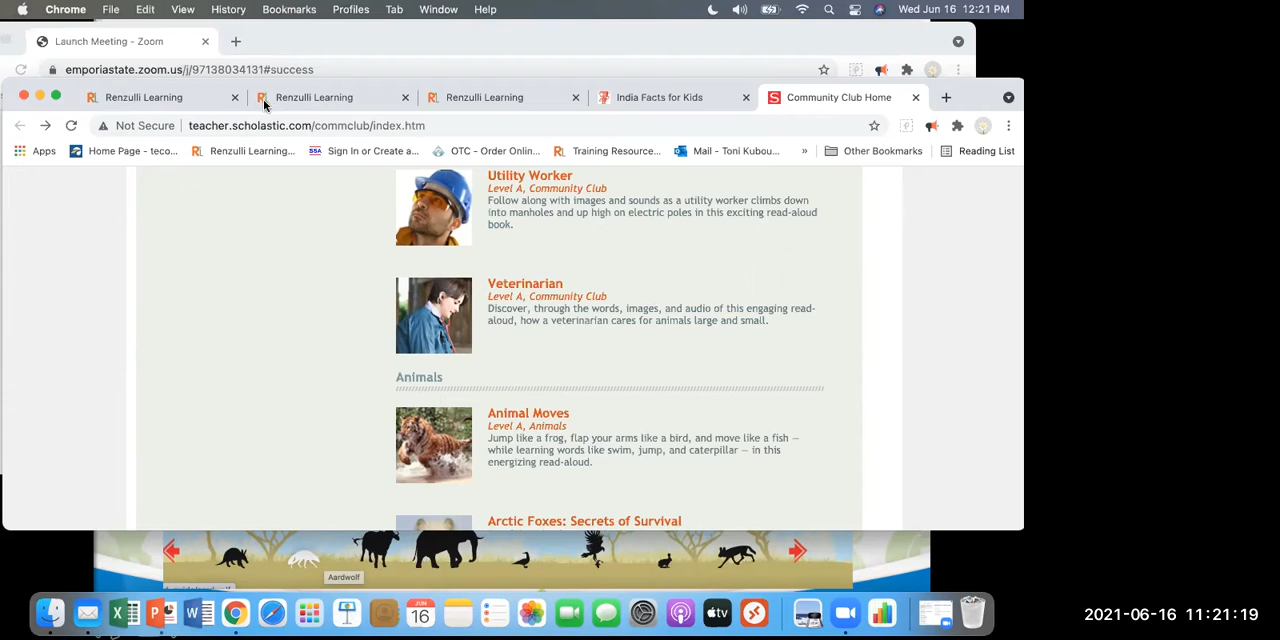 Chrome File Edit View History Bookmarks Profiles Tab Window Help Wed Jun 16 12:21 PM
Launch Meeting - Zoom
emporiastate.zoom.us/j/97138034131#success
Renzulli Learning Renzulli Learning Renzulli Learning India Facts for Kids Community Club Home
Not Secure teacher.scholastic.com/commclub/index.htm
Apps Home Page - teco... Renzulli Learning... Sign In or Create a... OTC - Order Onlin... Training Resource... Mail - Toni Kubou... » Other Bookmarks Reading List
Utility Worker
Level A, Community Club
Follow along with images and sounds as a utility worker climbs down
into manholes and up high on electric poles in this exciting read-aloud
book.
Veterinarian
Level A, Community Club
Discover, through the words, images, and audio of this engaging read-
aloud, how a veterinarian cares for animals large and small.
Animals
Animal Moves
Level A, Animals
Jump like a frog, flap your arms like a bird, and move like a fish —
while learning words like swim, jump, and caterpillar — in this
energizing read-aloud.
Arctic Foxes: Secrets of Survival
Aardwolf
JUN
16
tv
2021-06-16 11:21:19